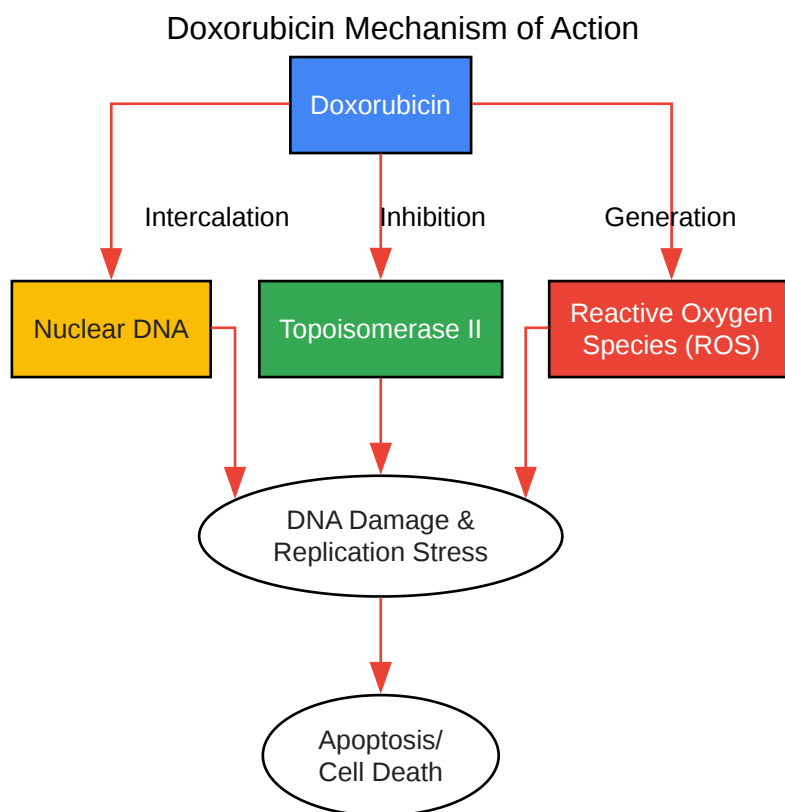 Doxorubicin Mechanism of Action
Doxorubicin
Intercalation
Inhibition
Generation
Nuclear DNA
Topoisomerase II
Reactive Oxygen
Species (ROS)
DNA Damage &
Replication Stress
Apoptosis/
Cell Death